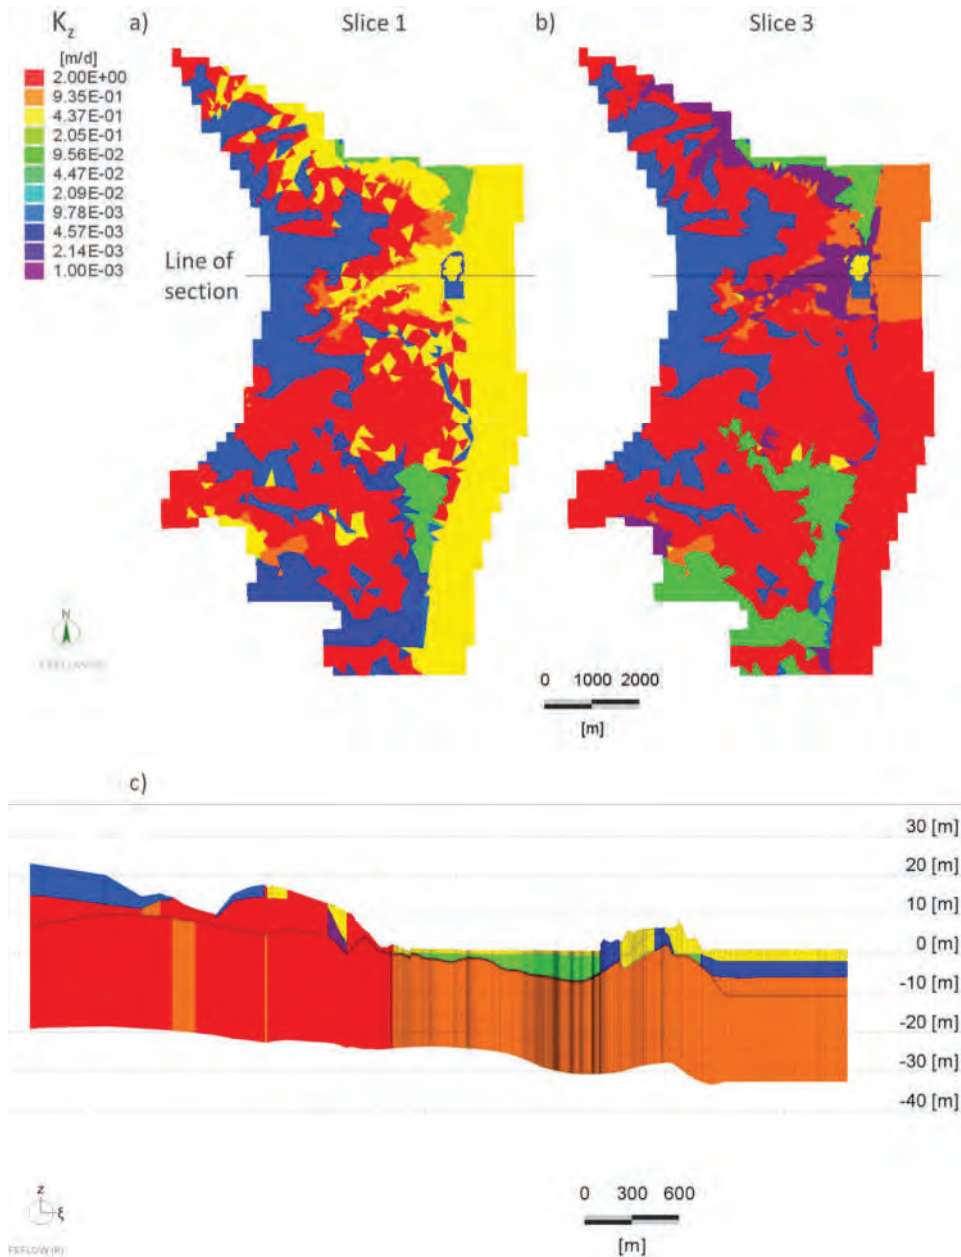 Kz
[m/d]
2.00E+00
9.35E-01
4.37E-01
2.05E-01
9.56E-02
4.47E-02
2.09E-02
9.78E-03
4.57E-03
2.14E-03
1.00E-03
a)
Slice 1
b)
Slice 3
Line of
section
N
0 1000 2000
[m]
c)
30 [m]
20 [m]
10 [m]
0 [m]
-10 [m]
-20 [m]
-30 [m]
-40 [m]
z
ξ
FEFLOW (R)
0 300 600
[m]